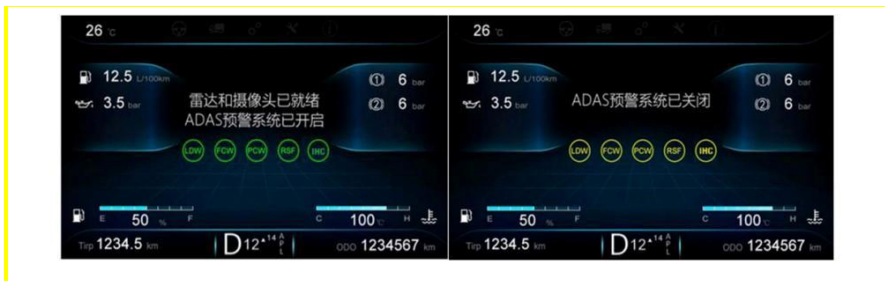 26 ℃
12.5 L/100km
① 6 bar
3.5 bar
② 6 bar
雷达和摄像头已就绪
ADAS预警系统已开启
LDW FCW PCW RSF IHC
E 50 % F
C 100 ℃ H
Tirp 1234.5 km
D 12 14 A P L
ODO 1234567 km
26 ℃
12.5 L/100km
① 6 bar
3.5 bar
② 6 bar
ADAS预警系统已关闭
LDW FCW PCW RSF IHC
E 50 % F
C 100 ℃ H
Tirp 1234.5 km
D 12 14 A P L
ODO 1234567 km